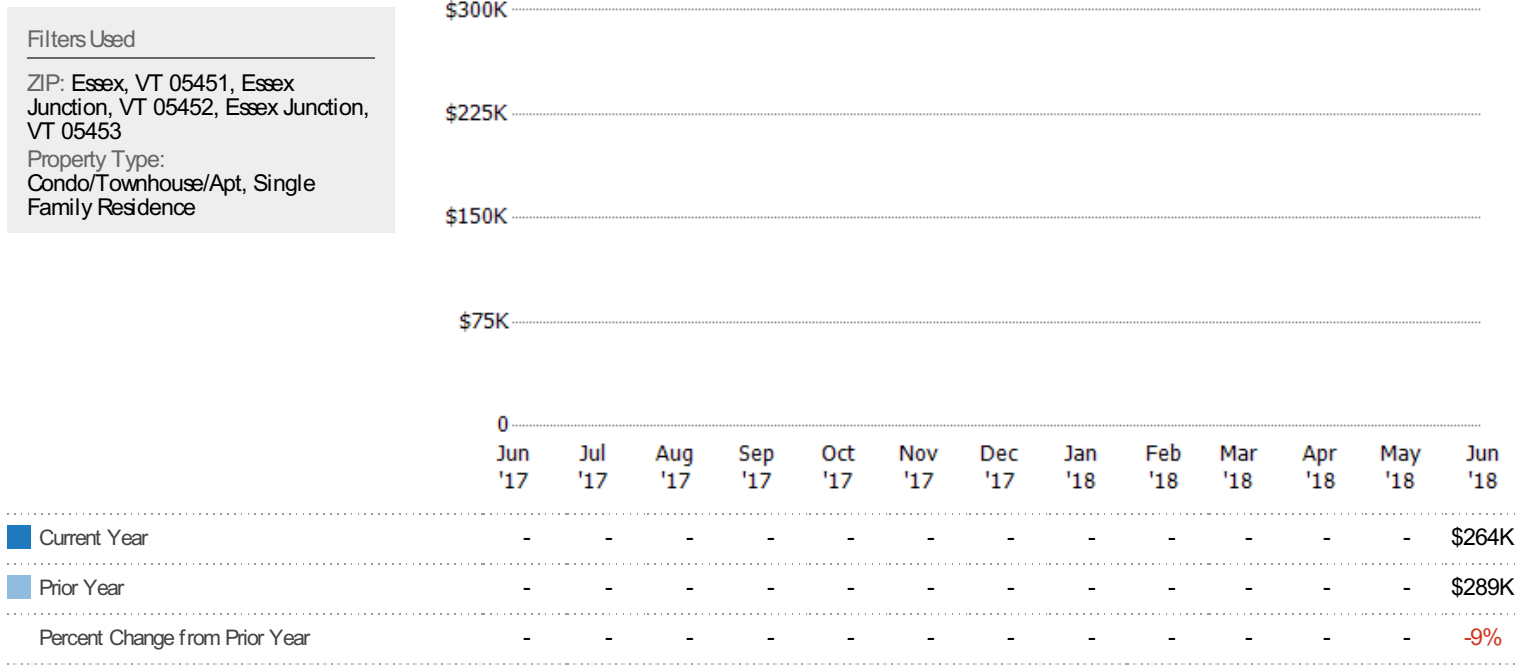 Filters Used
ZIP: Essex, VT 05451, Essex
Junction, VT 05452, Essex Junction,
VT 05453
Property Type:
Condo/Townhouse/Apt, Single
Family Residence
$300K
$225K
$150K
$75K
0
Jun Jul Aug Sep Oct Nov Dec Jan Feb Mar Apr May Jun
'17 '17 '17 '17 '17 '17 '17 '18 '18 '18 '18 '18 '18
Current Year - - - - - - - - - - - - $264K
Prior Year - - - - - - - - - - - - $289K
Percent Change from Prior Year - - - - - - - - - - - - -9%